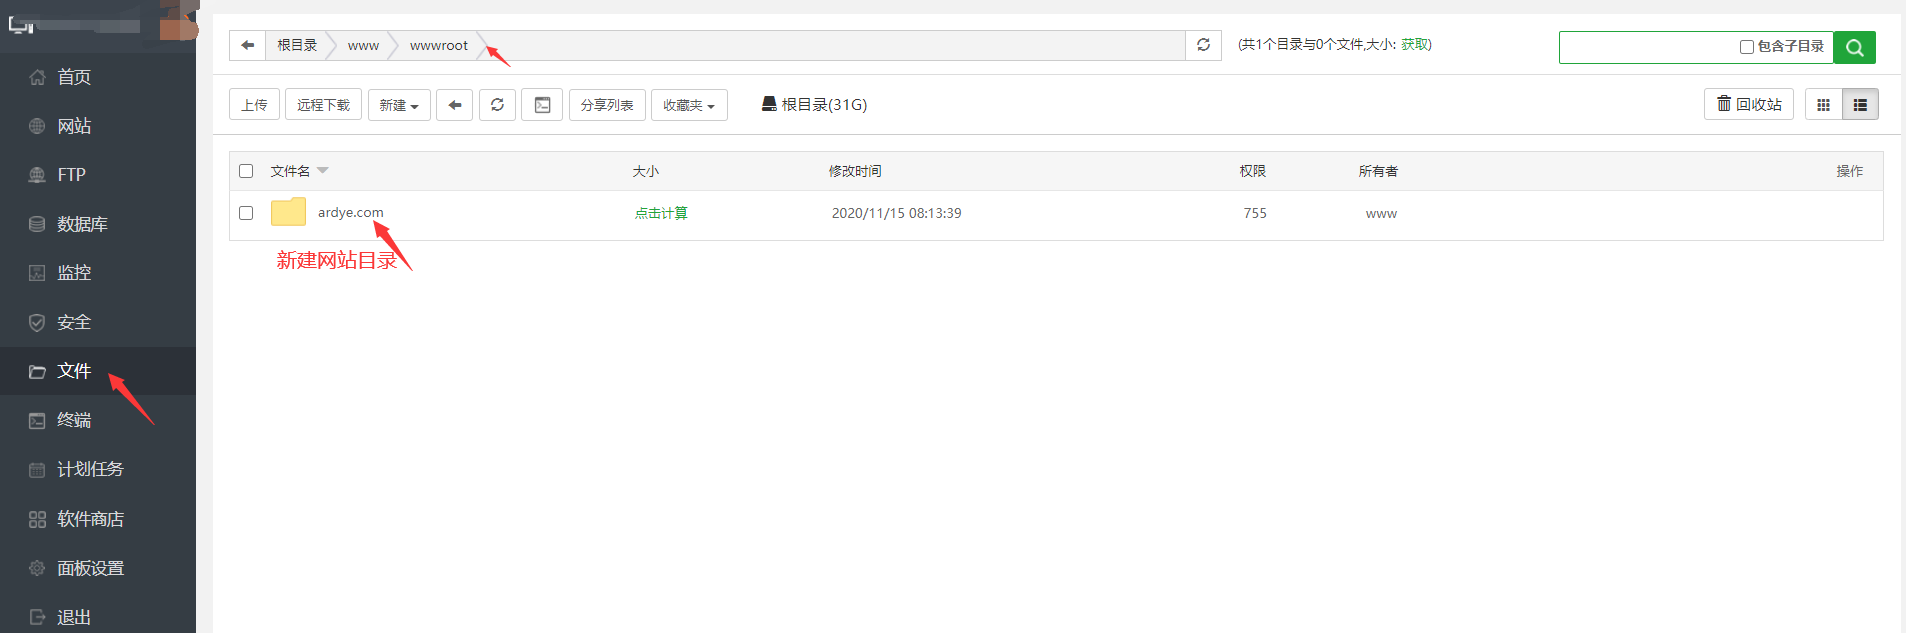 首页
网站
FTP
数据库
监控
安全
文件
终端
计划任务
软件商店
面板设置
退出
根目录 www wwwroot (共1个目录与0个文件,大小: 获取) 包含子目录
上传 远程下载 新建 分享列表 收藏夹 根目录(31G) 回收站
文件名 大小 修改时间 权限 所有者 操作
ardye.com 点击计算 2020/11/15 08:13:39 755 www
新建网站目录